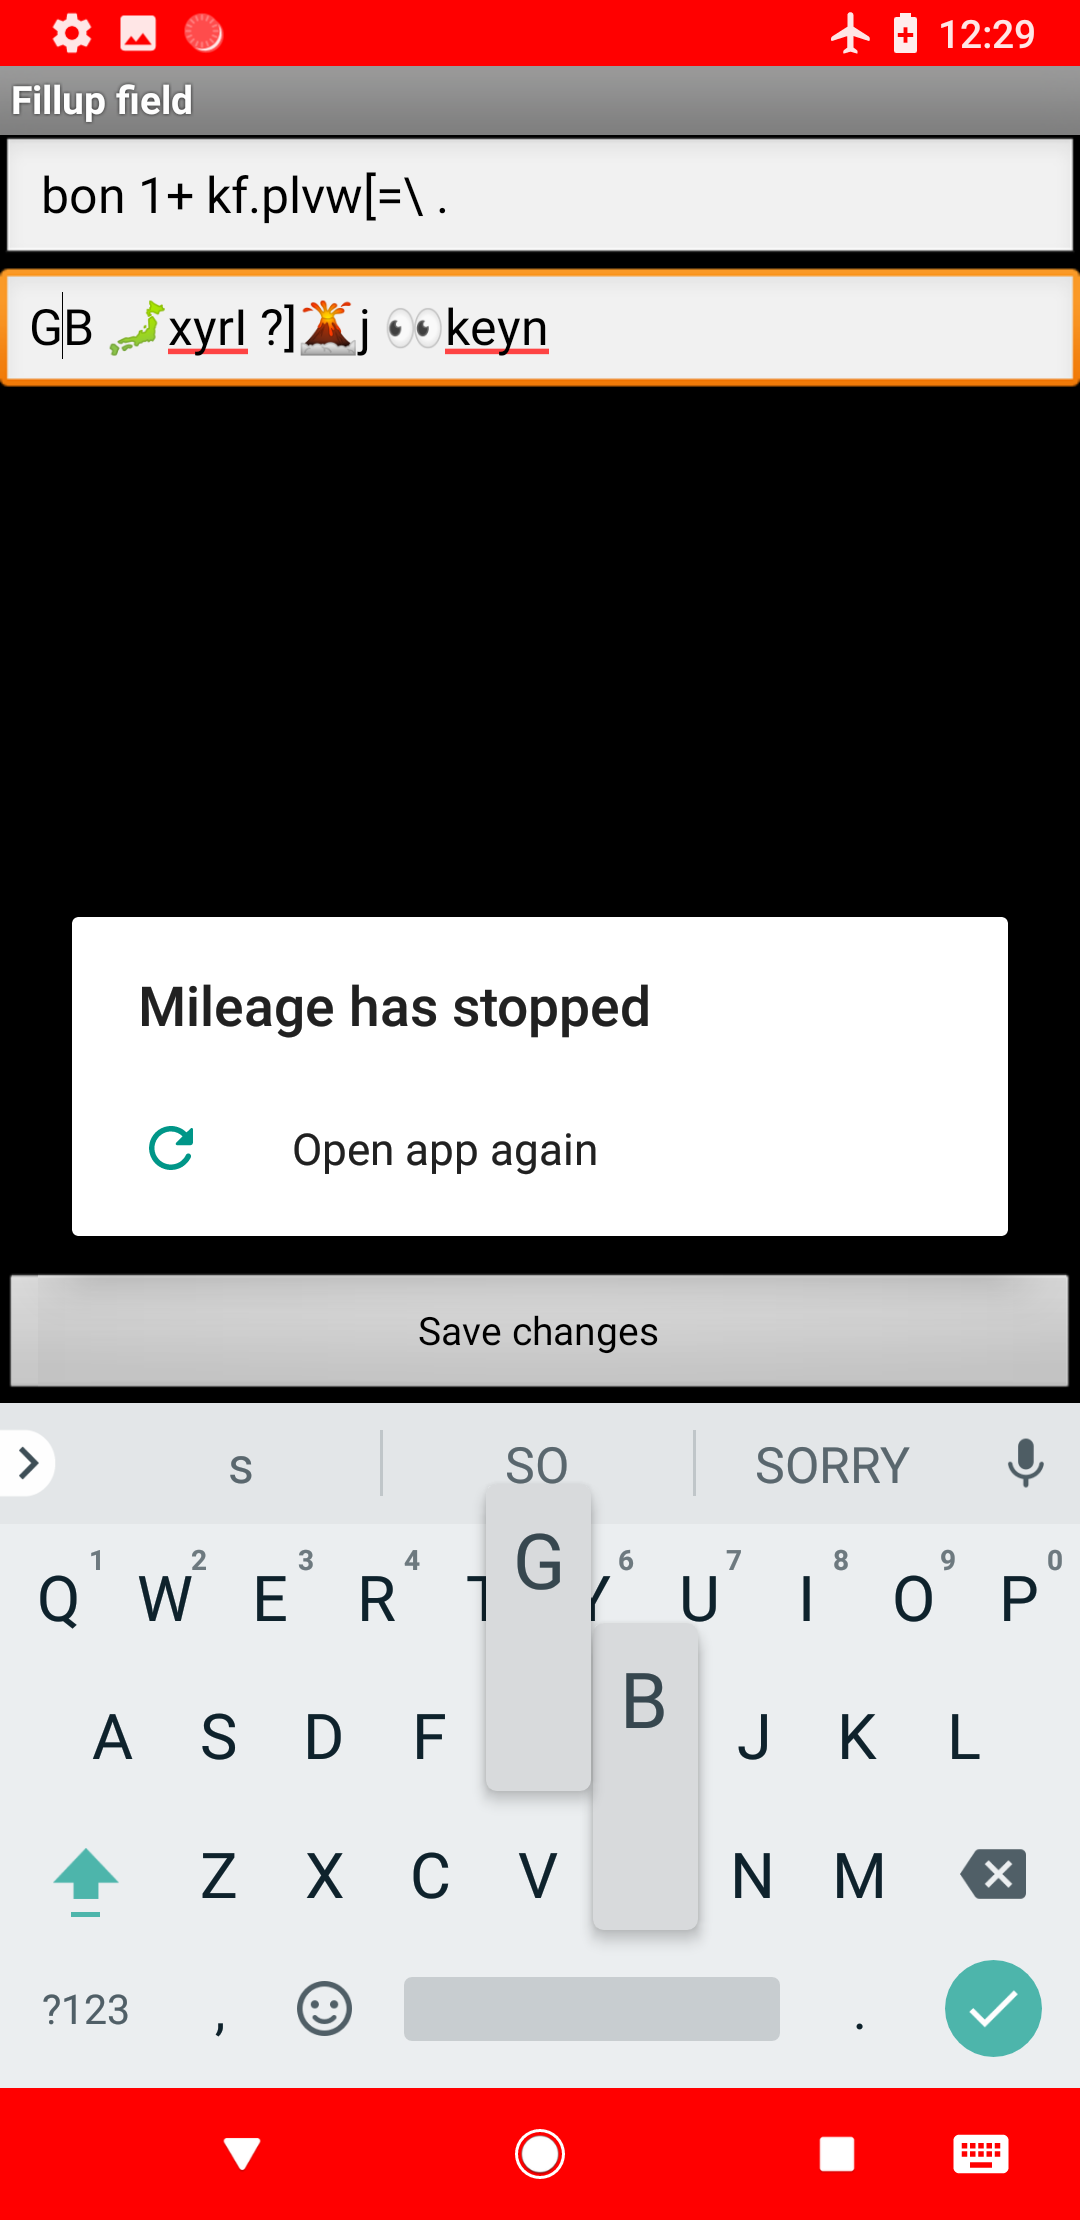 12:29
Fillup field
bon 1+ kf.plvw[=\ .
GB 🗾xyrI ?]🌋j 👀keyn
Mileage has stopped
Open app again
Save changes
s SO SORRY
1 2 3 4 6 7 8 9 0
Q W E R T G Y U I O P
A S D F B J K L
Z X C V N M
?123 , .